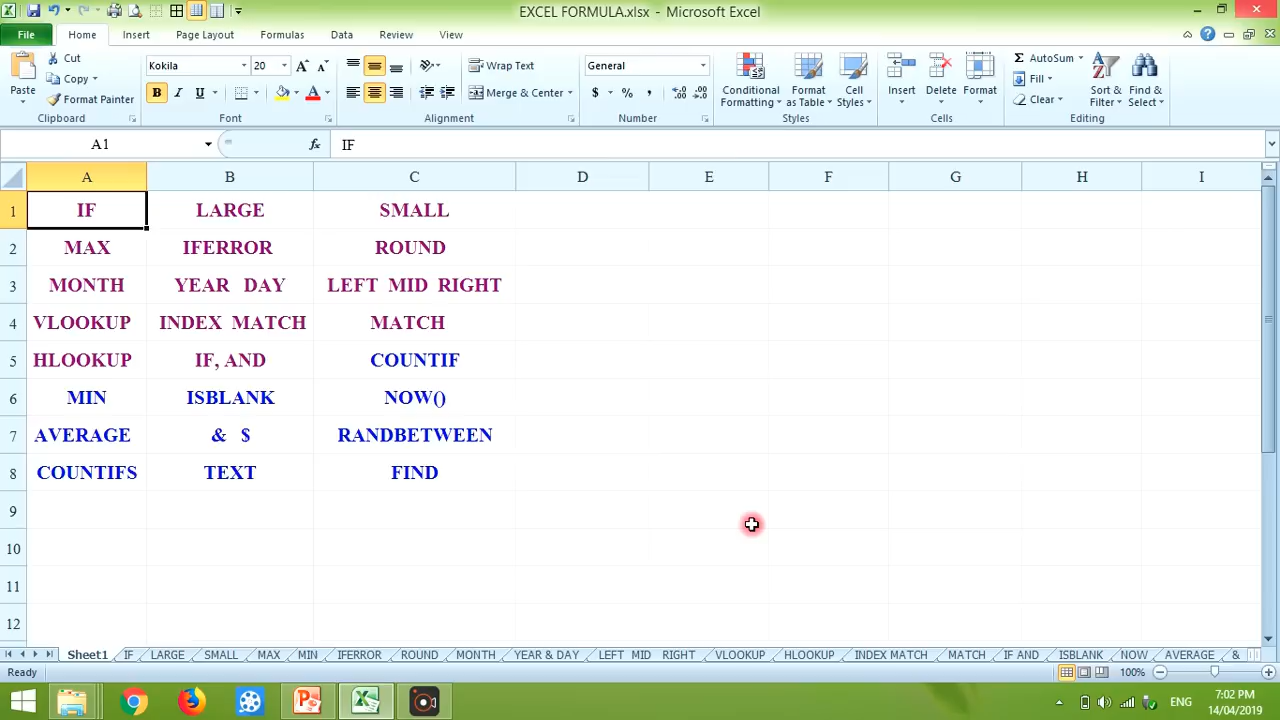 EXCEL FORMULA.xlsx - Microsoft Excel
File Home Insert Page Layout Formulas Data Review View
Paste
Cut
Copy
Format Painter
Clipboard
Kokila 20
B I U
Font
Wrap Text
Merge & Center
Alignment
General
$ % ,
Number
Conditional Formatting
Format as Table
Cell Styles
Styles
Insert Delete Format
Cells
AutoSum
Fill
Clear
Sort & Filter
Find & Select
Editing
A1 fx IF
A B C D E F G H I
1 IF LARGE SMALL
2 MAX IFERROR ROUND
3 MONTH YEAR DAY LEFT MID RIGHT
4 VLOOKUP INDEX MATCH MATCH
5 HLOOKUP IF, AND COUNTIF
6 MIN ISBLANK NOW()
7 AVERAGE & $ RANDBETWEEN
8 COUNTIFS TEXT FIND
9
10
11
12
Sheet1 IF LARGE SMALL MAX MIN IFERROR ROUND MONTH YEAR & DAY LEFT MID RIGHT VLOOKUP HLOOKUP INDEX MATCH MATCH IF AND ISBLANK NOW AVERAGE &
Ready 100%
ENG
7:02 PM
14/04/2019